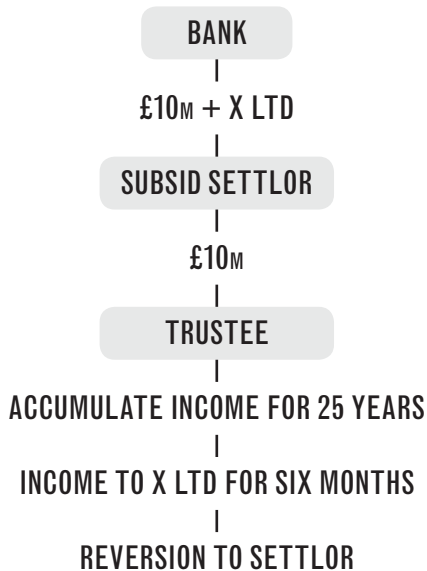 BANK
£10M + X LTD
SUBSID SETTLOR
£10M
TRUSTEE
ACCUMULATE INCOME FOR 25 YEARS
INCOME TO X LTD FOR SIX MONTHS
REVERSION TO SETTLOR